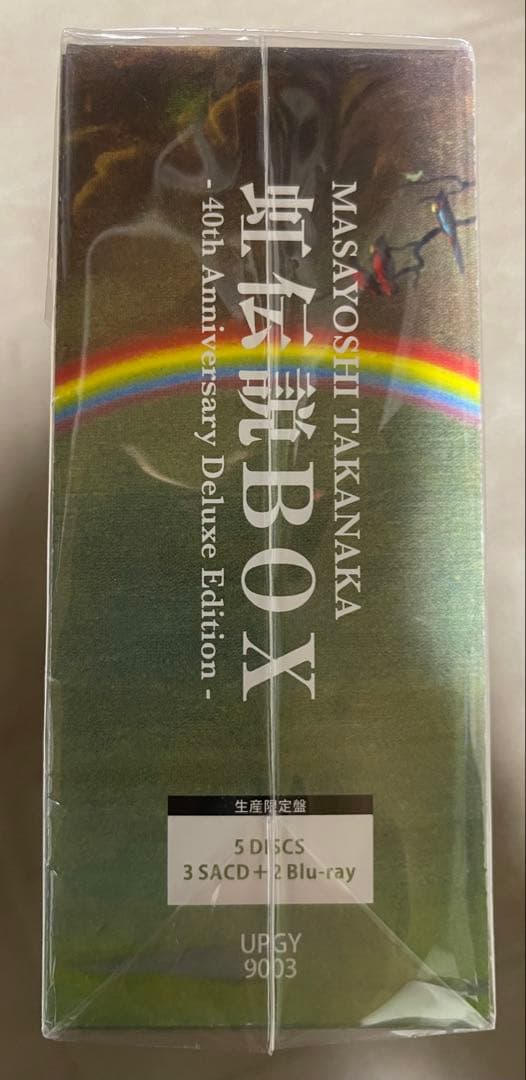 MASAYOSHI TAKANAKA
虹伝説BOX
- 40th Anniversary Deluxe Edition -
生産限定盤
5 DISCS
3 SACD+2 Blu-ray
UPGY
9003